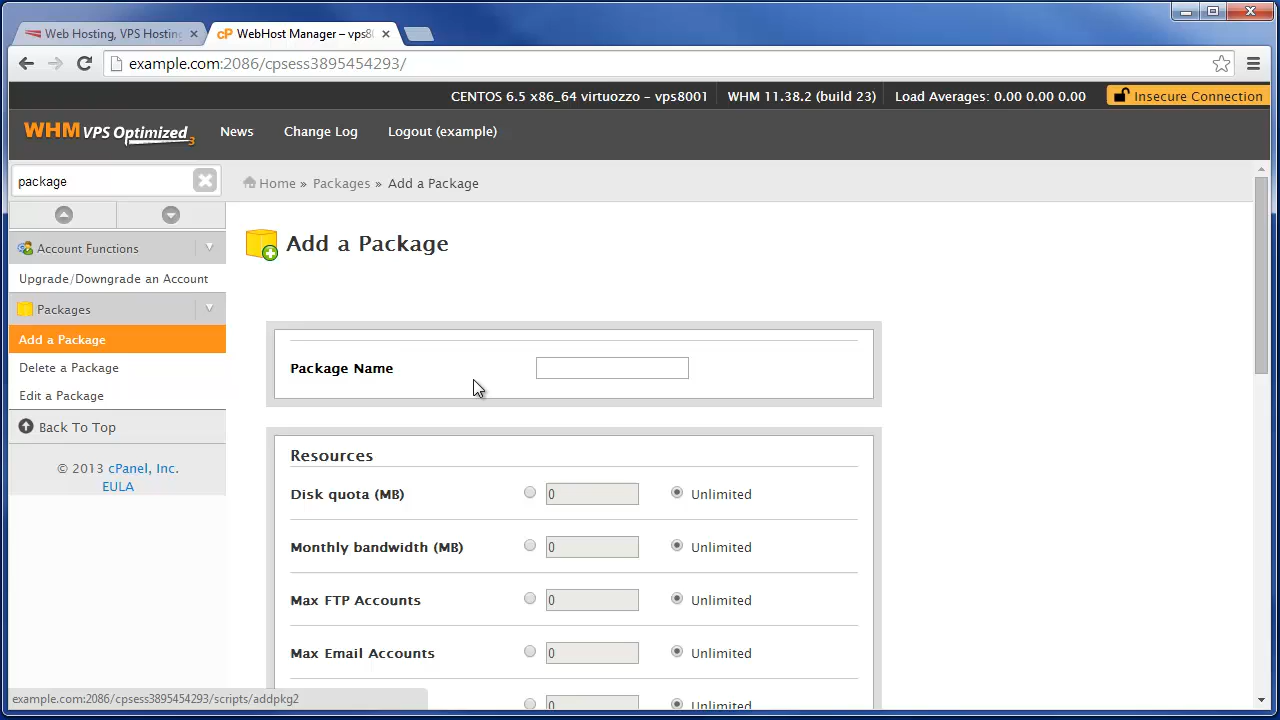 Web Hosting, VPS Hosting
cP WebHost Manager – vps8
example.com:2086/cpsess3895454293/
CENTOS 6.5 x86_64 virtuozzo – vps8001
WHM 11.38.2 (build 23)
Load Averages: 0.00 0.00 0.00
Insecure Connection
WHM VPS Optimized 3
News
Change Log
Logout (example)
package
Home » Packages » Add a Package
Account Functions
Upgrade/Downgrade an Account
Packages
Add a Package
Delete a Package
Edit a Package
Back To Top
© 2013 cPanel, Inc.
EULA
Add a Package
Package Name
Resources
Disk quota (MB) 0 Unlimited
Monthly bandwidth (MB) 0 Unlimited
Max FTP Accounts 0 Unlimited
Max Email Accounts 0 Unlimited
0 Unlimited
example.com:2086/cpsess3895454293/scripts/addpkg2